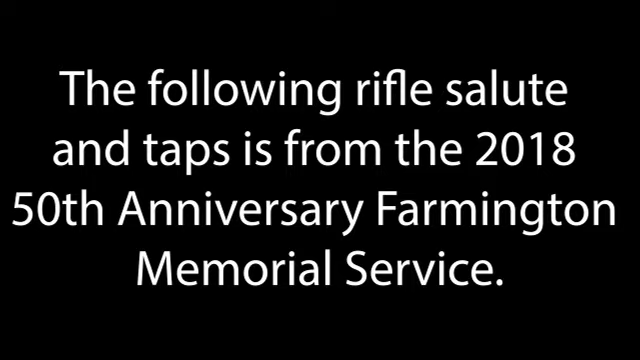 The following rifle salute
and taps is from the 2018
50th Anniversary Farmington
Memorial Service.